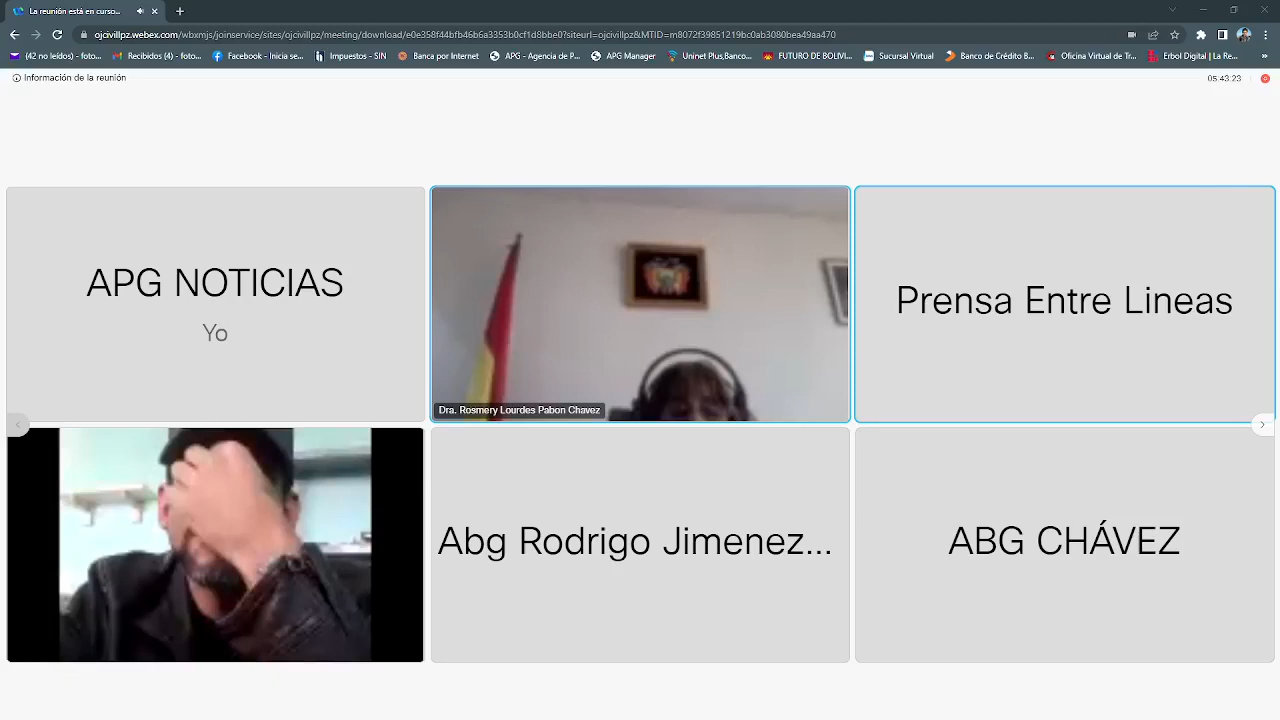 La reunión está en curso...
ojcivillpz.webex.com/wbxmjs/joinservice/sites/ojcivillpz/meeting/download/e0e358f44bfb45b6a3353b0cf1d6bbe0?siteurl=ojcivillpz&MTID=m8072f39851219bc0ab3080bea49aa470
(42 no leídos) - foto... Recibidos (4) - foto... Facebook - Inicia se... Impuestos – SIN Banca por Internet APG - Agencia de P... APG Manager Uninet Plus,Banco... FUTURO DE BOLIVI... Sucursal Virtual Banco de Crédito B... Oficina Virtual de Tr... Erbol Digital | La Re...
Información de la reunión 05:43:23
APG NOTICIAS
Yo
Dra. Rosmery Lourdes Pabon Chavez
Prensa Entre Lineas
Abg Rodrigo Jimenez...
ABG CHÁVEZ